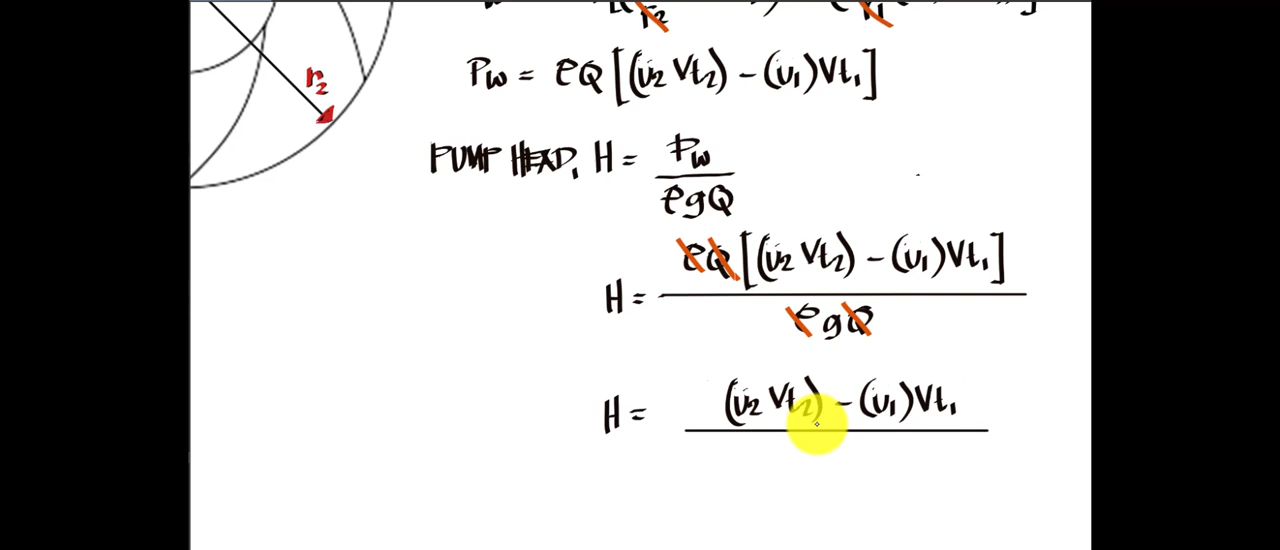 r₂
Pw = ρQ[(u₂ Vt₂) - (u₁)Vt₁]
PUMP HEAD, H = Pw / ρgQ
H = ρQ[(u₂ Vt₂) - (u₁)Vt₁] / ρgQ
H = (u₂ Vt₂) - (u₁)Vt₁